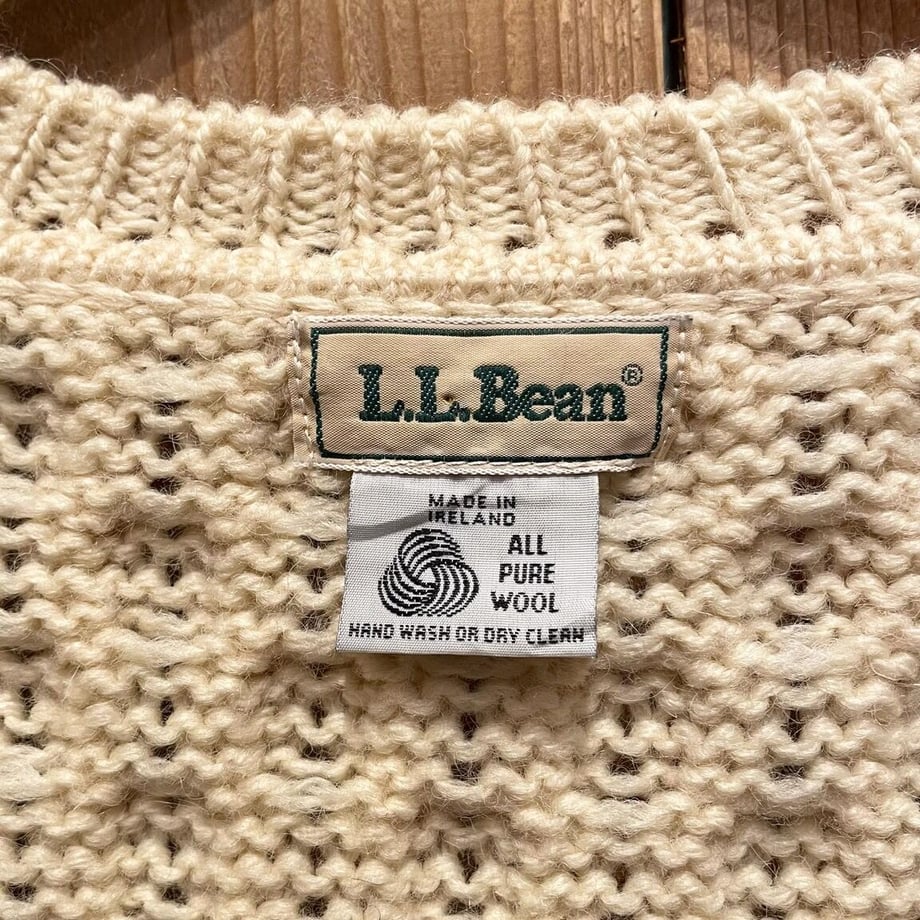 L.L.Bean®
MADE IN
IRELAND
ALL
PURE
WOOL
HAND WASH OR DRY CLEAN